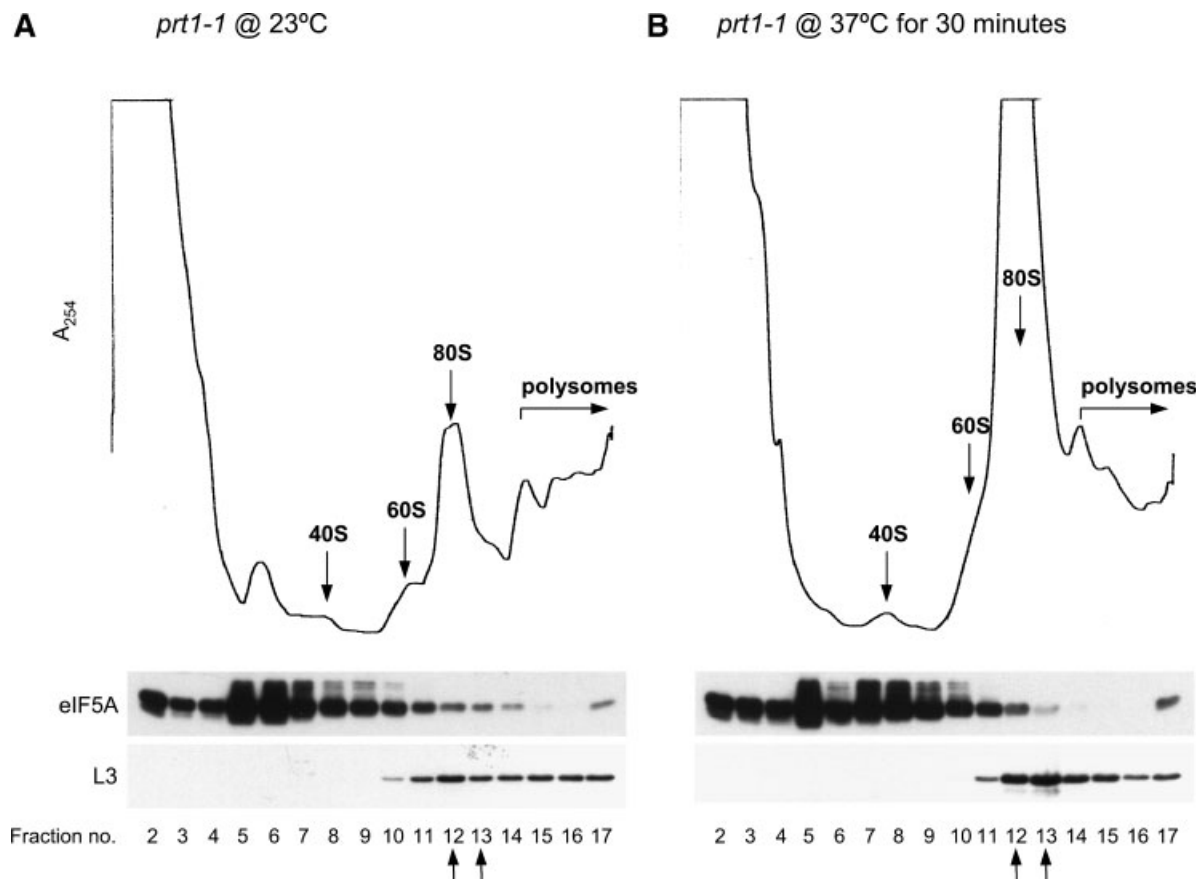 A prt1-1 @ 23ºC
B prt1-1 @ 37ºC for 30 minutes
A254
40S
60S
80S
polysomes
40S
60S
80S
polysomes
eIF5A
L3
Fraction no. 2 3 4 5 6 7 8 9 10 11 12 13 14 15 16 17
2 3 4 5 6 7 8 9 10 11 12 13 14 15 16 17